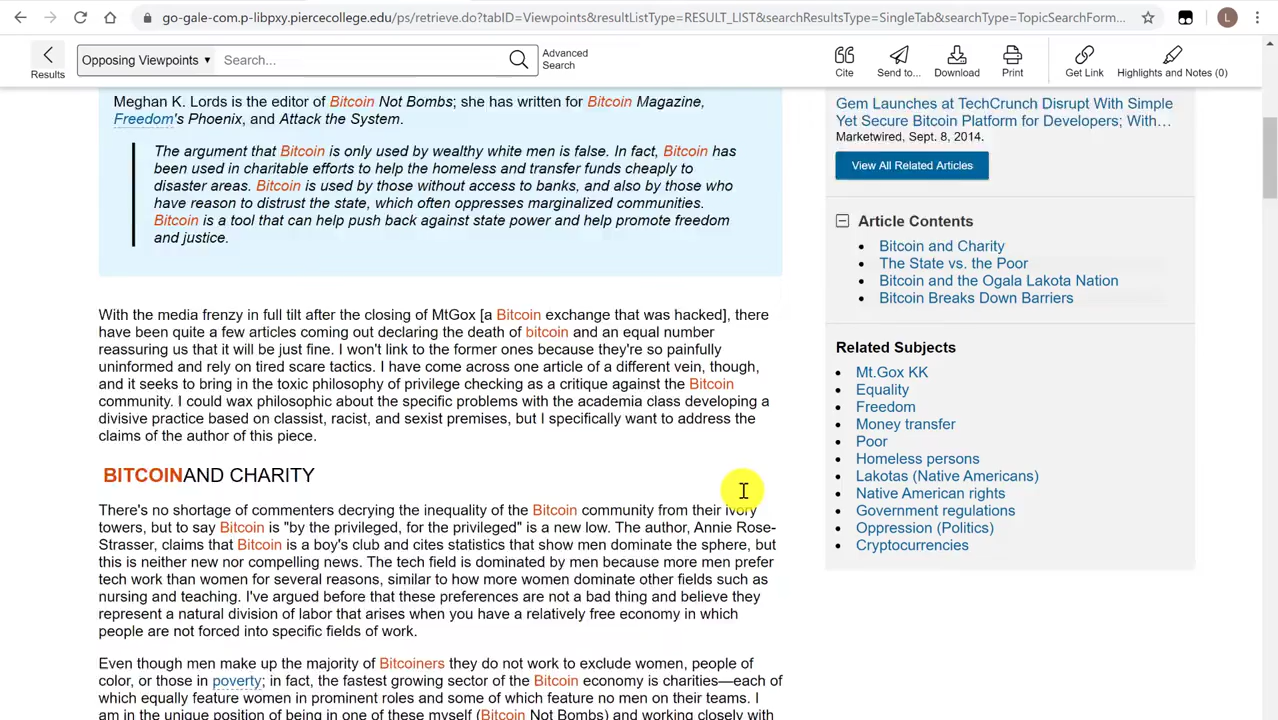 go-gale-com.p-libpxy.piercecollege.edu/ps/retrieve.do?tabID=Viewpoints&resultListType=RESULT_LIST&searchResultsType=SingleTab&searchType=TopicSearchForm...
L
Results
Opposing Viewpoints
Search...
Advanced
Search
Cite
Send to...
Download
Print
Get Link
Highlights and Notes (0)
Meghan K. Lords is the editor of Bitcoin Not Bombs; she has written for Bitcoin Magazine,
Freedom's Phoenix, and Attack the System.
The argument that Bitcoin is only used by wealthy white men is false. In fact, Bitcoin has
been used in charitable efforts to help the homeless and transfer funds cheaply to
disaster areas. Bitcoin is used by those without access to banks, and also by those who
have reason to distrust the state, which often oppresses marginalized communities.
Bitcoin is a tool that can help push back against state power and help promote freedom
and justice.
With the media frenzy in full tilt after the closing of MtGox [a Bitcoin exchange that was hacked], there
have been quite a few articles coming out declaring the death of bitcoin and an equal number
reassuring us that it will be just fine. I won't link to the former ones because they're so painfully
uninformed and rely on tired scare tactics. I have come across one article of a different vein, though,
and it seeks to bring in the toxic philosophy of privilege checking as a critique against the Bitcoin
community. I could wax philosophic about the specific problems with the academia class developing a
divisive practice based on classist, racist, and sexist premises, but I specifically want to address the
claims of the author of this piece.
BITCOINAND CHARITY
There's no shortage of commenters decrying the inequality of the Bitcoin community from their ivory
towers, but to say Bitcoin is "by the privileged, for the privileged" is a new low. The author, Annie Rose-
Strasser, claims that Bitcoin is a boy's club and cites statistics that show men dominate the sphere, but
this is neither new nor compelling news. The tech field is dominated by men because more men prefer
tech work than women for several reasons, similar to how more women dominate other fields such as
nursing and teaching. I've argued before that these preferences are not a bad thing and believe they
represent a natural division of labor that arises when you have a relatively free economy in which
people are not forced into specific fields of work.
Even though men make up the majority of Bitcoiners they do not work to exclude women, people of
color, or those in poverty; in fact, the fastest growing sector of the Bitcoin economy is charities—each of
which equally feature women in prominent roles and some of which feature no men on their teams. I
am in the unique position of being in one of these myself (Bitcoin Not Bombs) and working closely with
Gem Launches at TechCrunch Disrupt With Simple
Yet Secure Bitcoin Platform for Developers; With...
Marketwired, Sept. 8, 2014.
View All Related Articles
Article Contents
Bitcoin and Charity
The State vs. the Poor
Bitcoin and the Ogala Lakota Nation
Bitcoin Breaks Down Barriers
Related Subjects
Mt.Gox KK
Equality
Freedom
Money transfer
Poor
Homeless persons
Lakotas (Native Americans)
Native American rights
Government regulations
Oppression (Politics)
Cryptocurrencies